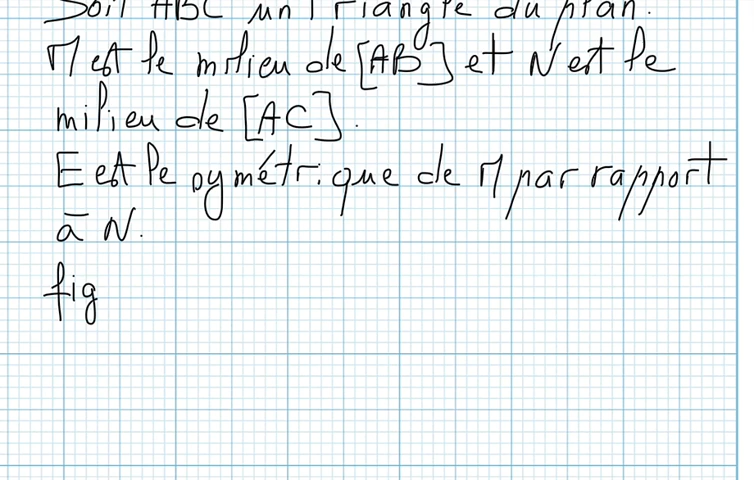 Soit ABC un Triangle du plan.
M est le milieu de [AB] et N est le
milieu de [AC].
E est le symétrique de M par rapport
à N.
fig